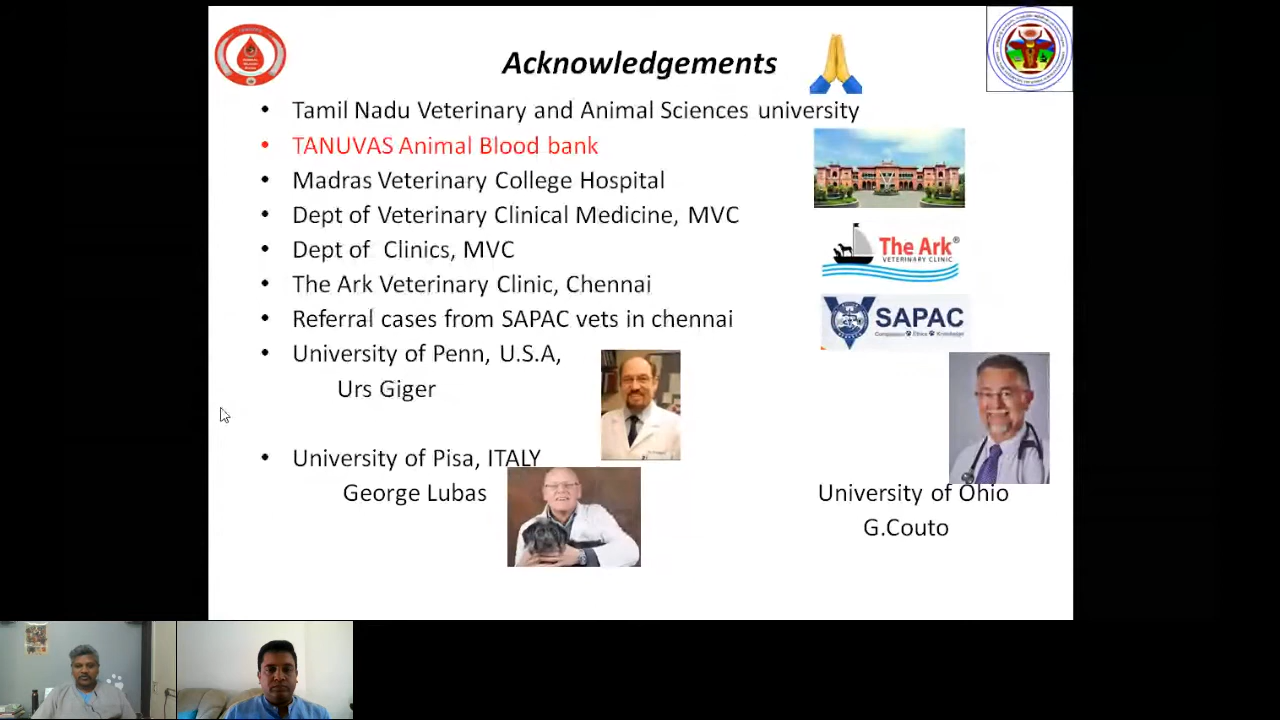 Acknowledgements
• Tamil Nadu Veterinary and Animal Sciences university
• TANUVAS Animal Blood bank
• Madras Veterinary College Hospital
• Dept of Veterinary Clinical Medicine, MVC
• Dept of Clinics, MVC
The Ark®
VETERINARY CLINIC
• The Ark Veterinary Clinic, Chennai
• Referral cases from SAPAC vets in chennai
SAPAC
Compassion Ethics Knowledge
• University of Penn, U.S.A,
Urs Giger
• University of Pisa, ITALY
George Lubas
University of Ohio
G.Couto